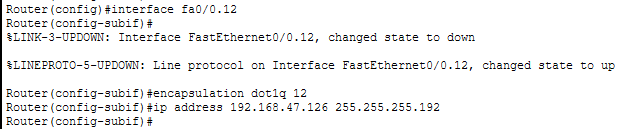 Router(config)#interface fa0/0.12
Router(config-subif)#
%LINK-3-UPDOWN: Interface FastEthernet0/0.12, changed state to down
%LINEPROTO-5-UPDOWN: Line protocol on Interface FastEthernet0/0.12, changed state to up
Router(config-subif)#encapsulation dot1q 12
Router(config-subif)#ip address 192.168.47.126 255.255.255.192
Router(config-subif)#